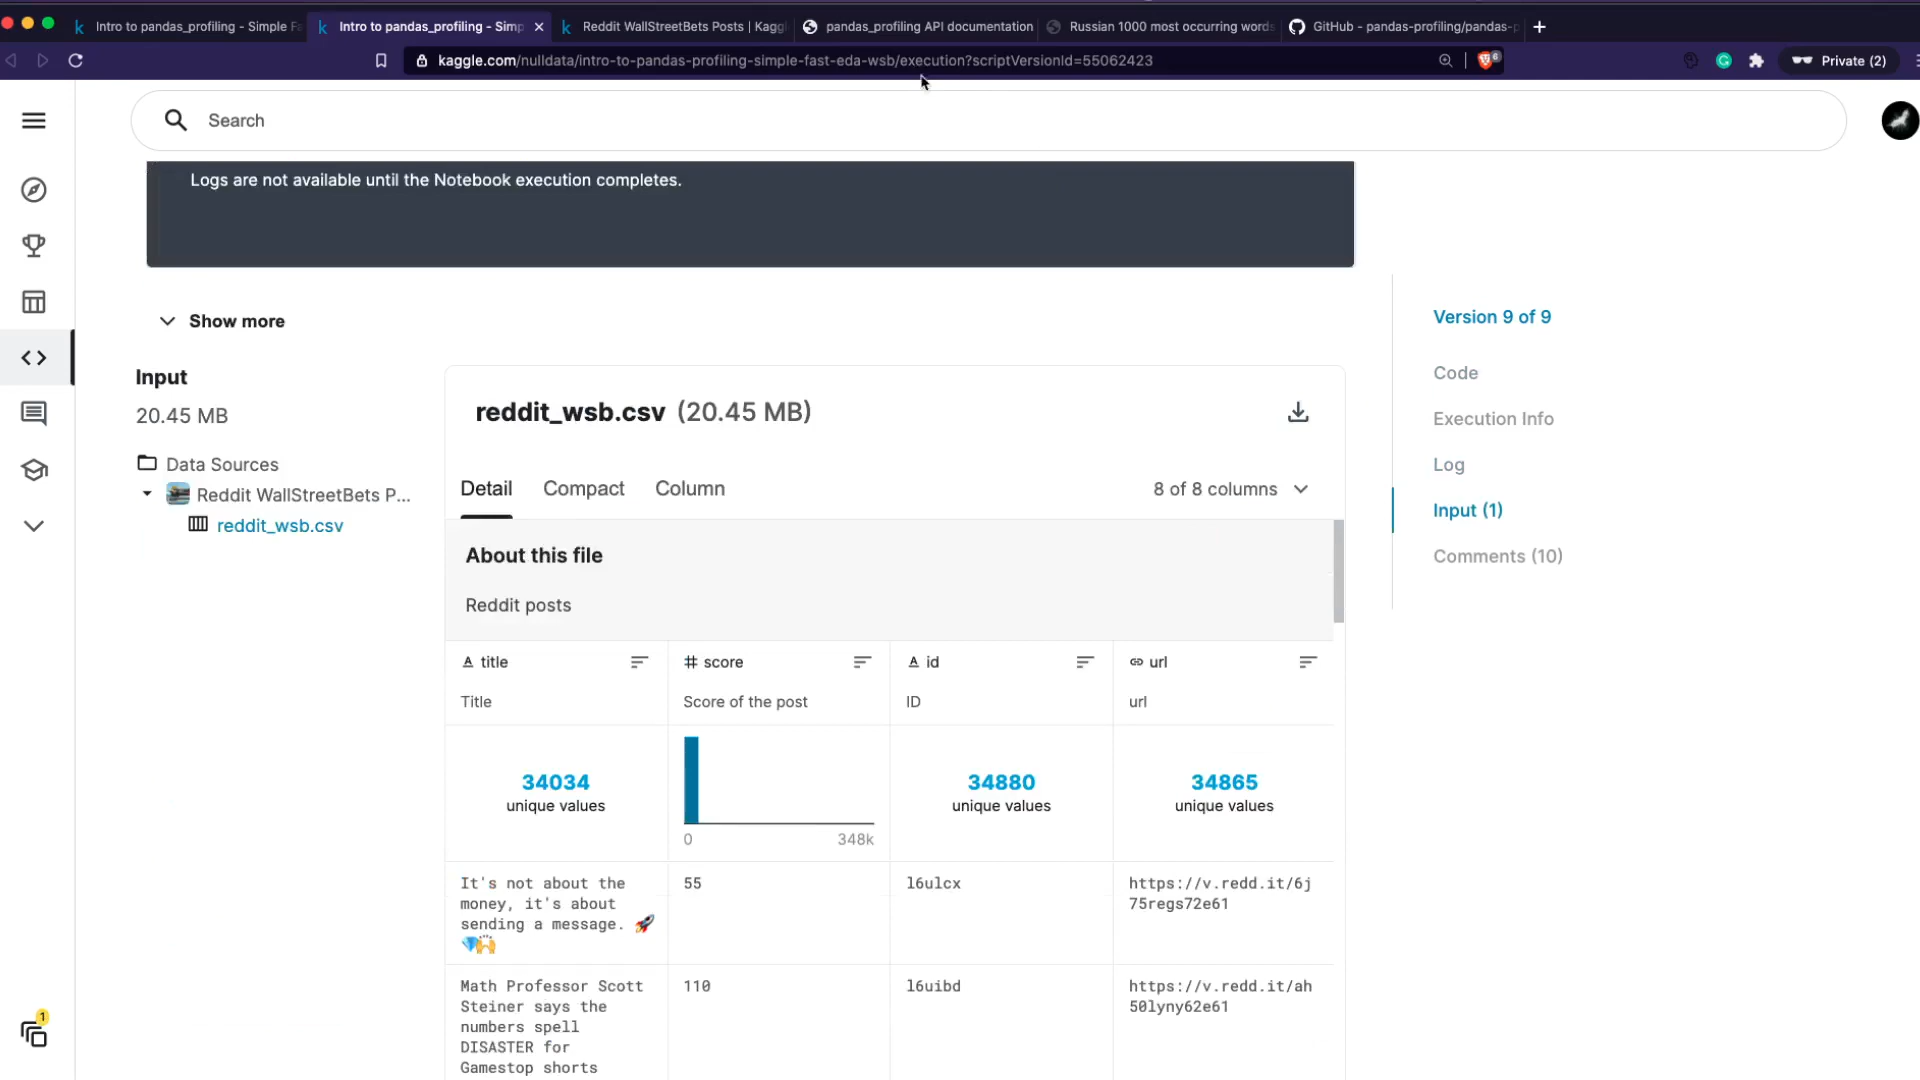 Intro to pandas_profiling - Simple Fa
Intro to pandas_profiling - Simp
Reddit WallStreetBets Posts | Kagg
pandas_profiling API documentation
Russian 1000 most occurring words
GitHub - pandas-profiling/pandas-p
kaggle.com/nulldata/intro-to-pandas-profiling-simple-fast-eda-wsb/execution?scriptVersionId=55062423
6
Private (2)
Search
Logs are not available until the Notebook execution completes.
Show more
Version 9 of 9
Code
Execution Info
Log
Input (1)
Comments (10)
Input
20.45 MB
Data Sources
Reddit WallStreetBets P...
reddit_wsb.csv
reddit_wsb.csv (20.45 MB)
Detail
Compact
Column
8 of 8 columns
About this file
Reddit posts
A title
# score
A id
url
Title
Score of the post
ID
url
34034
unique values
0
348k
34880
unique values
34865
unique values
It's not about the
money, it's about
sending a message. 🚀
💎🙌
55
l6ulcx
https://v.redd.it/6j
75regs72e61
Math Professor Scott
Steiner says the
numbers spell
DISASTER for
Gamestop shorts
110
l6uibd
https://v.redd.it/ah
50lyny62e61
1